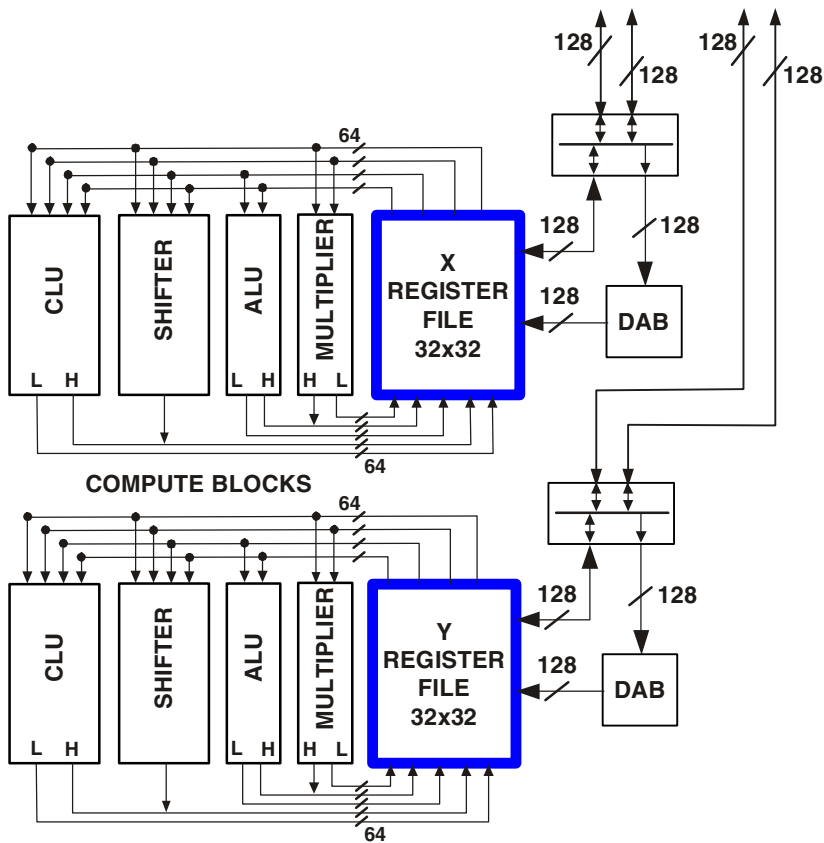 128
128
128
128
64
CLU
SHIFTER
ALU
MULTIPLIER
X
REGISTER
FILE
32x32
128
128
128
DAB
L H
L H
H L
64
COMPUTE BLOCKS
64
CLU
SHIFTER
ALU
MULTIPLIER
Y
REGISTER
FILE
32x32
128
128
128
DAB
L H
L H
H L
64